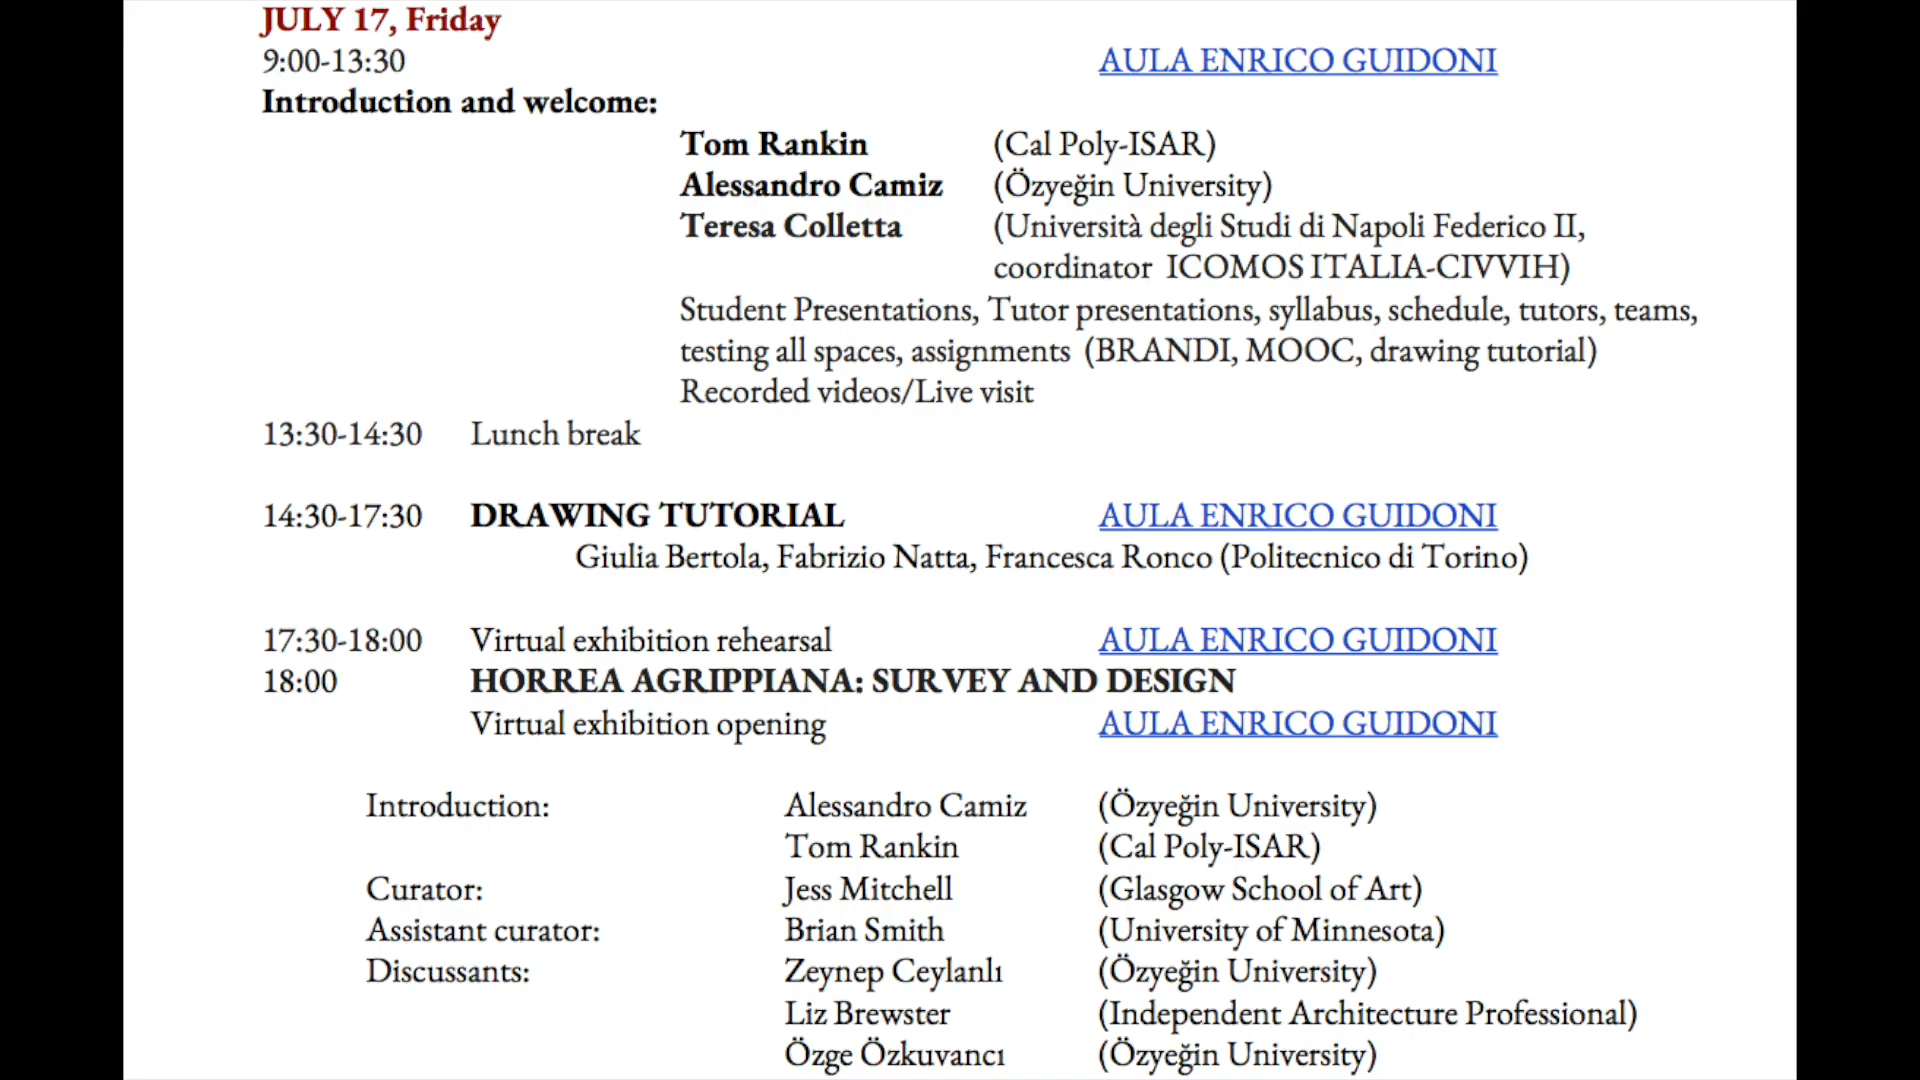 JULY 17, Friday
9:00-13:30 AULA ENRICO GUIDONI
Introduction and welcome:
Tom Rankin (Cal Poly-ISAR)
Alessandro Camiz (Özyeğin University)
Teresa Colletta (Università degli Studi di Napoli Federico II,
coordinator ICOMOS ITALIA-CIVVIH)
Student Presentations, Tutor presentations, syllabus, schedule, tutors, teams,
testing all spaces, assignments (BRANDI, MOOC, drawing tutorial)
Recorded videos/Live visit
13:30-14:30 Lunch break
14:30-17:30 DRAWING TUTORIAL AULA ENRICO GUIDONI
Giulia Bertola, Fabrizio Natta, Francesca Ronco (Politecnico di Torino)
17:30-18:00 Virtual exhibition rehearsal AULA ENRICO GUIDONI
18:00 HORREA AGRIPPIANA: SURVEY AND DESIGN
Virtual exhibition opening AULA ENRICO GUIDONI
Introduction: Alessandro Camiz (Özyeğin University)
Tom Rankin (Cal Poly-ISAR)
Curator: Jess Mitchell (Glasgow School of Art)
Assistant curator: Brian Smith (University of Minnesota)
Discussants: Zeynep Ceylanlı (Özyeğin University)
Liz Brewster (Independent Architecture Professional)
Özge Özkuvancı (Özyeğin University)